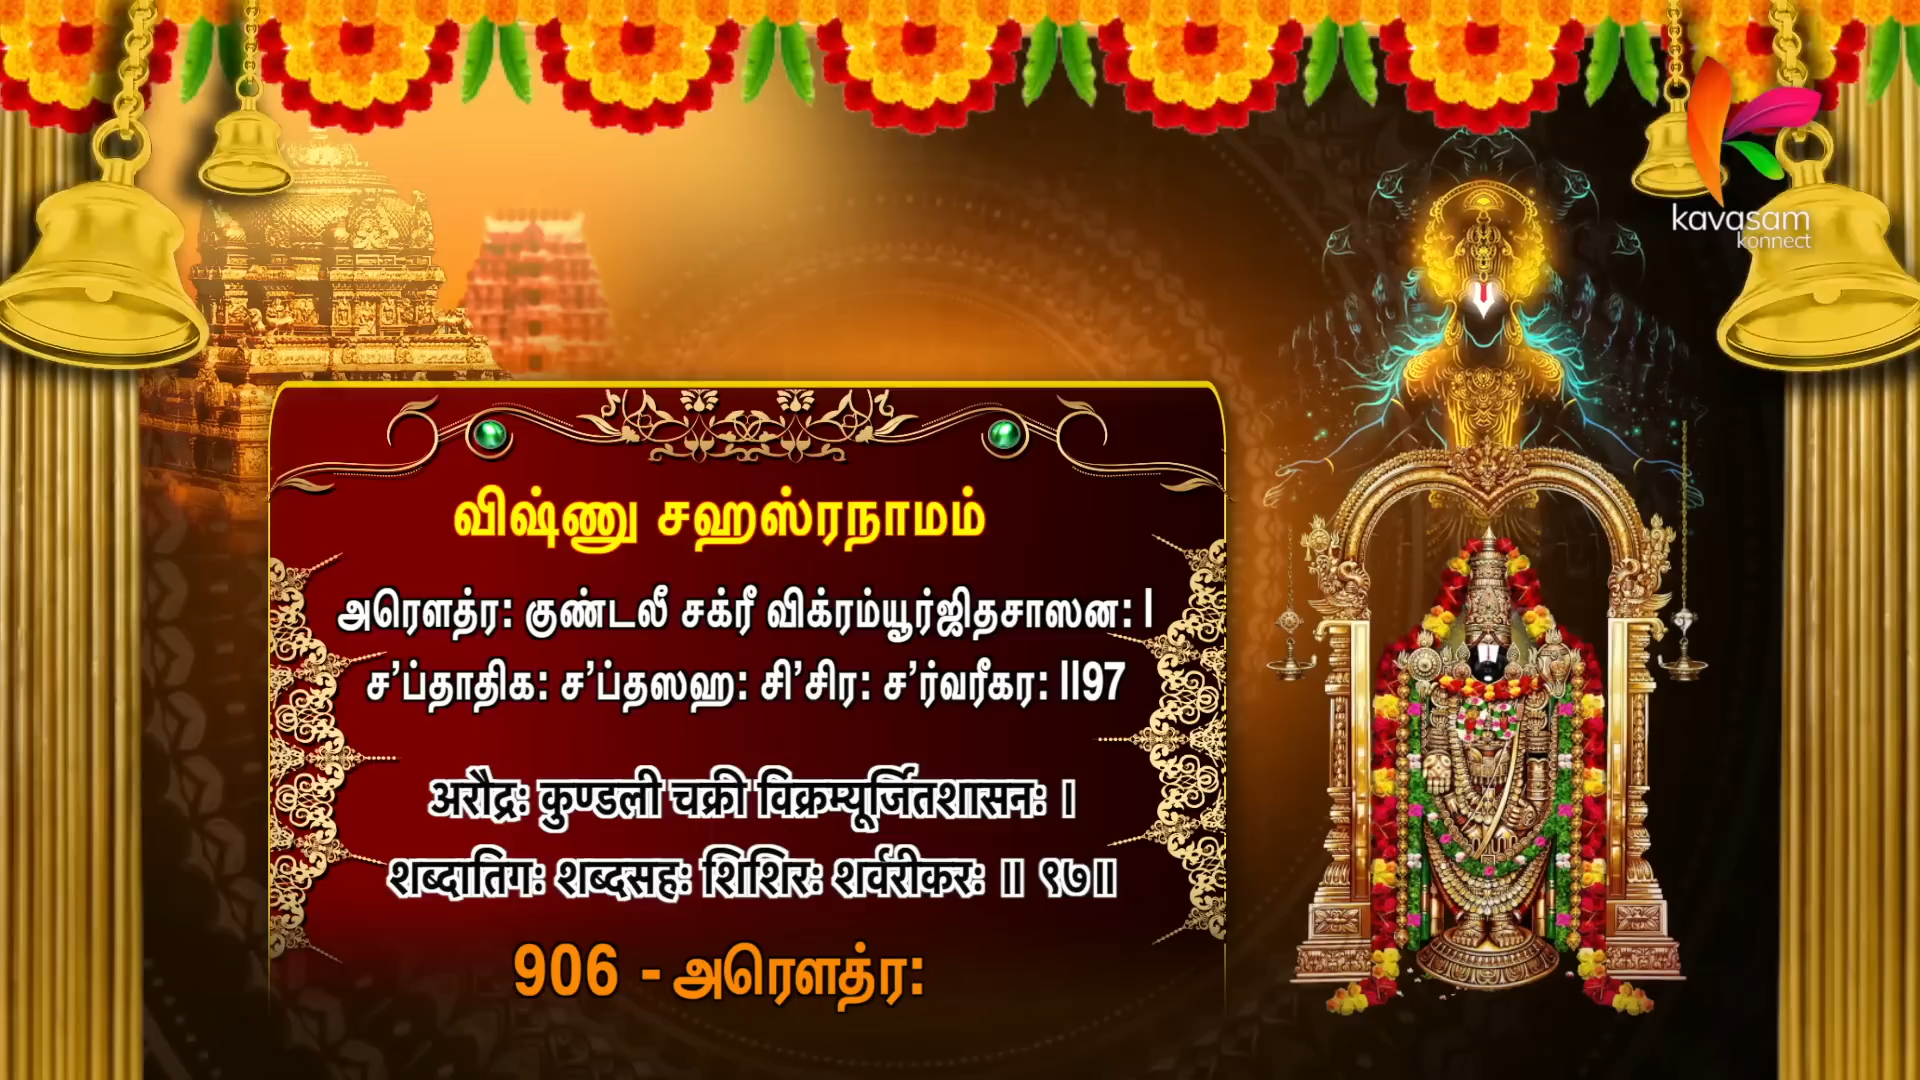 kavasam
konnect
விஷ்ணு சஹஸ்ரநாமம்
அரௌத்ர: குண்டலீ சக்ரீ விக்ரம்யூர்ஜிதசாஸன: |
ச’ப்தாதிக: ச’ப்தஸஹ: சி’சிர: ச’ர்வரீகர: ||97
अरौद्रः कुण्डली चक्री विक्रम्यूर्जितशासनः ।
शब्दातिगः शब्दसहः शिशिरः शर्वरीकरः ॥ ९७॥
906 - அரௌத்ர: